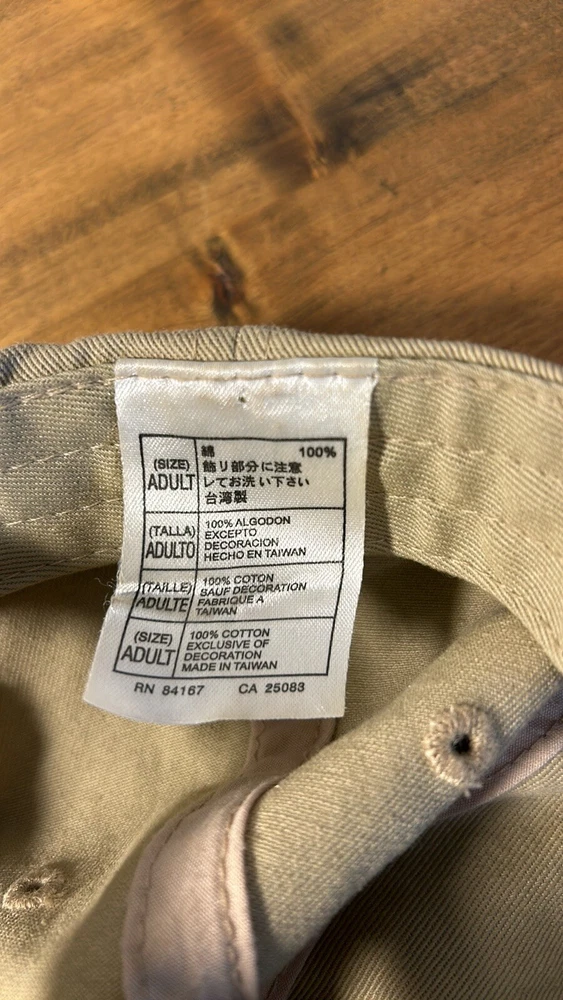 (SIZE)
ADULT
綿 100%
飾リ部分に注意
レてお洗い下さい
台湾製
(TALLA)
ADULTO
100% ALGODON
EXCEPTO
DECORACION
HECHO EN TAIWAN
(TAILLE)
ADULTE
100% COTON
SAUF DECORATION
FABRIQUE A
TAIWAN
(SIZE)
ADULT
100% COTTON
EXCLUSIVE OF
DECORATION
MADE IN TAIWAN
RN 84167 CA 25083